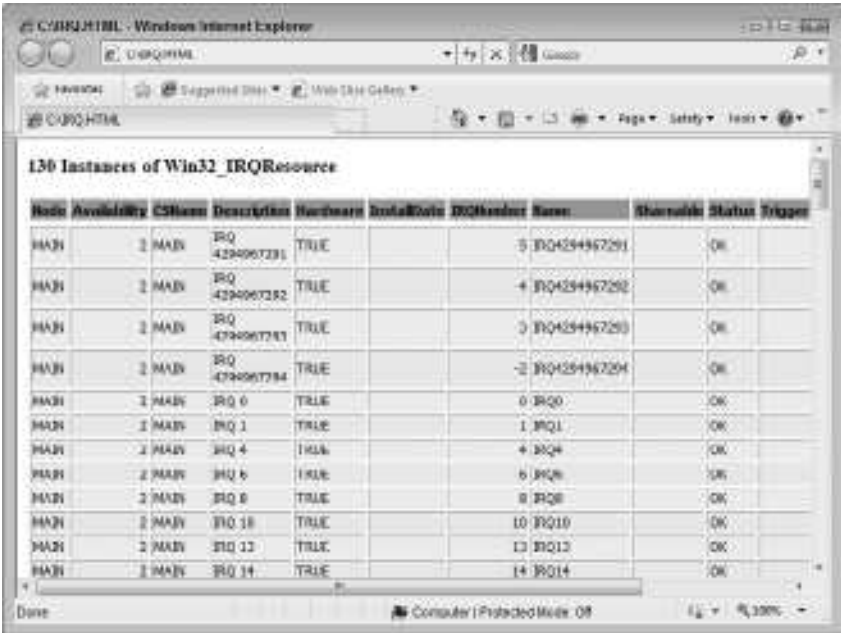 C:\IRQ.HTML - Windows Internet Explorer
C:\IRQ.HTML Google
Favorites Suggested Sites Web Slice Gallery
C:\IRQ.HTML Page Safety Tools
130 Instances of Win32_IRQResource
Node Availability CSName Description Hardware InstallDate IRQNumber Name Shareable Status Trigger
MAIN 2 MAIN IRQ 4294967291 TRUE IRQ4294967291 OK
MAIN 2 MAIN IRQ 4294967292 TRUE IRQ4294967292 OK
MAIN 2 MAIN IRQ 4294967293 TRUE IRQ4294967293 OK
MAIN 2 MAIN IRQ 4294967294 TRUE -2 IRQ4294967294 OK
MAIN 2 MAIN IRQ 0 TRUE 0 IRQ0 OK
MAIN 2 MAIN IRQ 1 TRUE 1 IRQ1 OK
MAIN 2 MAIN IRQ 4 TRUE 4 IRQ4 OK
MAIN 2 MAIN IRQ 6 TRUE 6 IRQ6 OK
MAIN 2 MAIN IRQ 8 TRUE 8 IRQ8 OK
MAIN 2 MAIN IRQ 10 TRUE 10 IRQ10 OK
MAIN 2 MAIN IRQ 13 TRUE 13 IRQ13 OK
MAIN 2 MAIN IRQ 14 TRUE 14 IRQ14 OK
Done Computer | Protected Mode: Off 100%